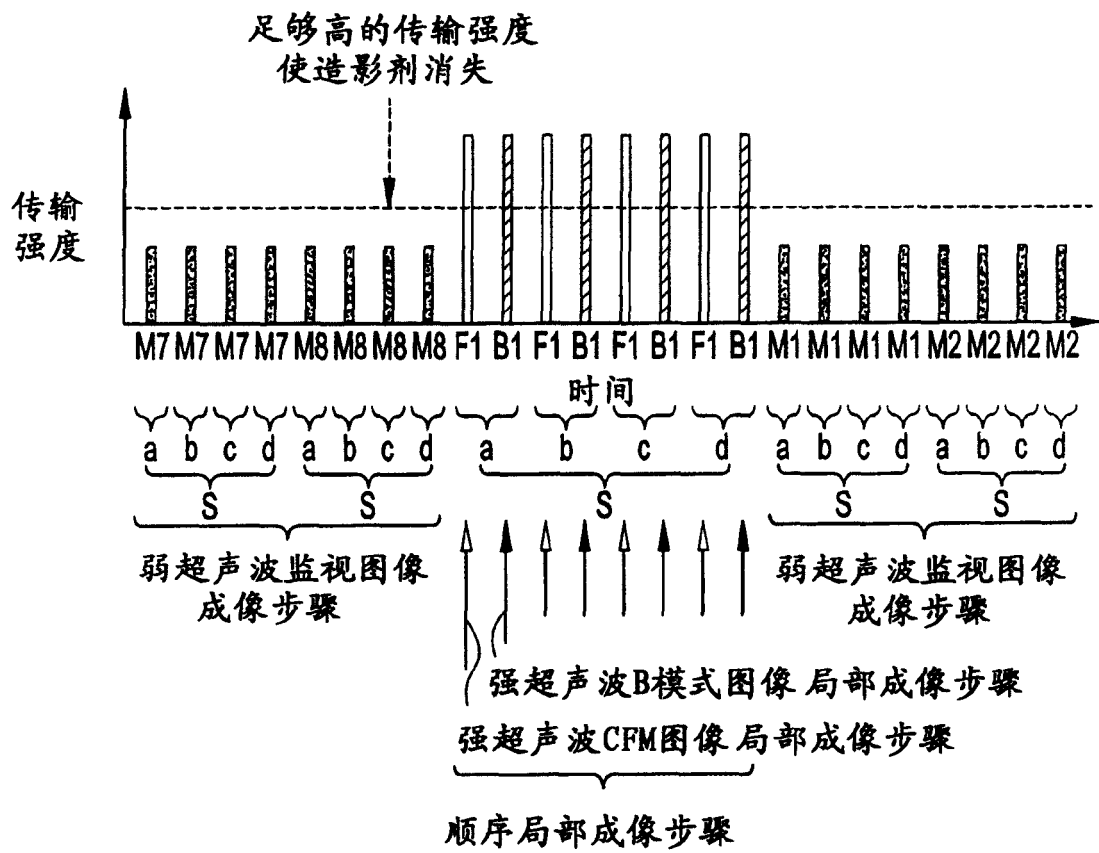 足够高的传输强度
使造影剂消失
传输
强度
M7 M7 M7 M7 M8 M8 M8 M8 F1 B1 F1 B1 F1 B1 F1 B1 M1 M1 M1 M1 M2 M2 M2 M2
时间
a b c d a b c d a b c d a b c d a b c d
S S S S S
弱超声波监视图像
成像步骤
弱超声波监视图像
成像步骤
强超声波B模式图像 局部成像步骤
强超声波CFM图像 局部成像步骤
顺序局部成像步骤